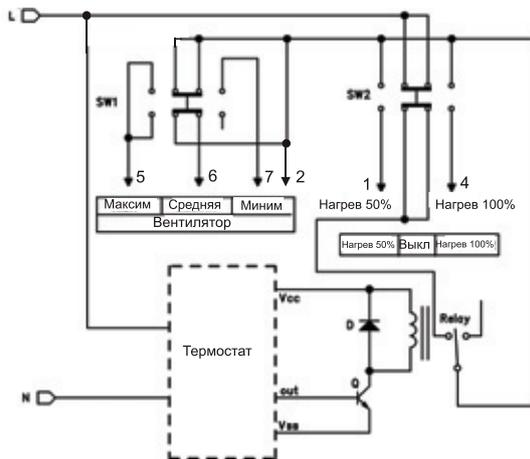 L
SW1
SW2
5 6 7 2
1 4
Нагрев 50% Нагрев 100%
Максим Средняя Миним
Вентилятор
Нагрев 50% Выкл Нагрев 100%
Vcc
D
Relay
Термостат
Q
N
out
Vss